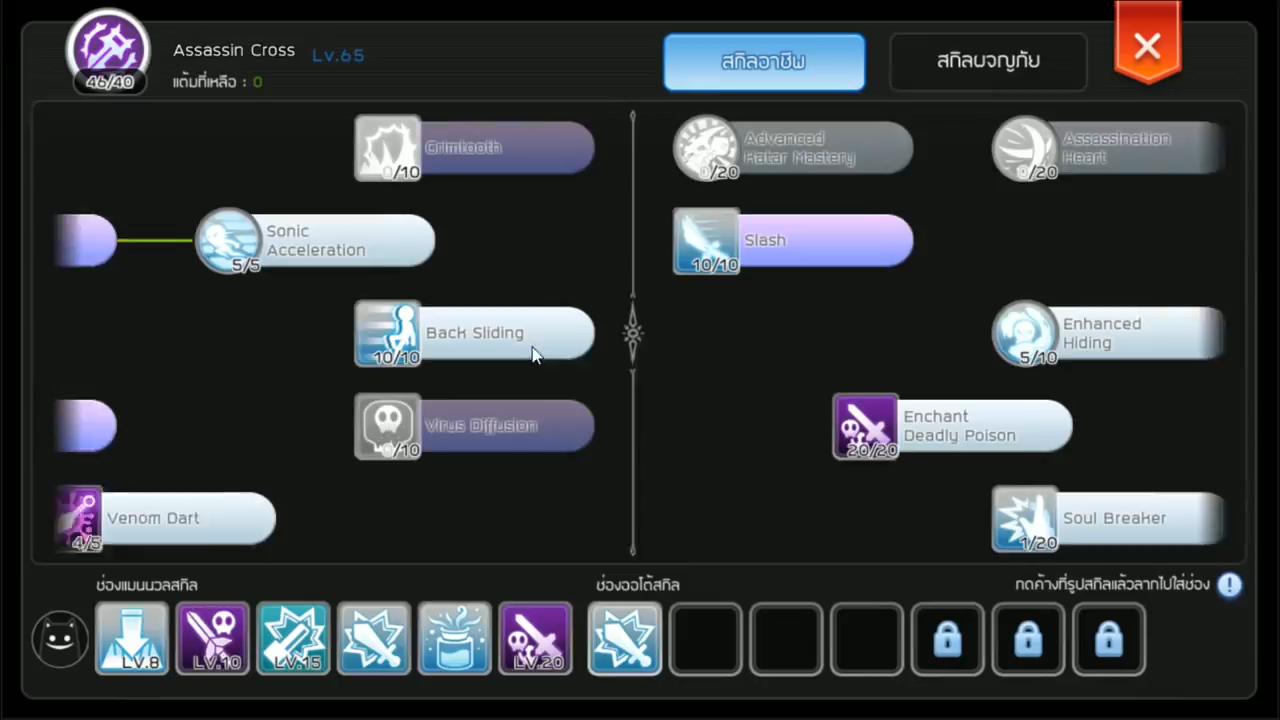 Assassin Cross Lv.65
46/40
แต้มที่เหลือ : 0
สกิลอาชีพ
สกิลผจญภัย
Grimtooth
0/10
Advanced
Katar Mastery
0/20
Assassination
Heart
0/20
Sonic
Acceleration
5/5
Slash
10/10
Back Sliding
10/10
Enhanced
Hiding
5/10
Virus Diffusion
0/10
Enchant
Deadly Poison
20/20
Venom Dart
4/5
Soul Breaker
1/20
ช่องแมนนวลสกิล
ช่องออโต้สกิล
กดค้างที่รูปสกิลแล้วลากไปใส่ช่อง !
LV.8
LV.10
LV.15
LV.20